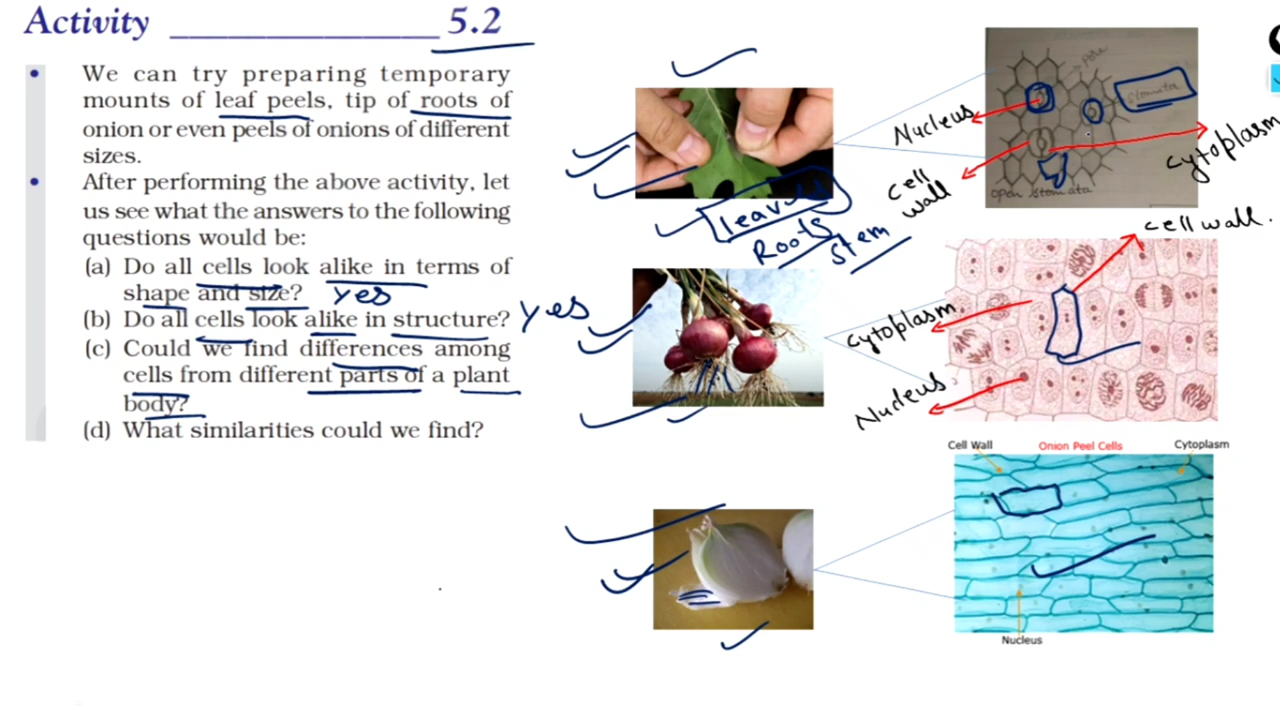 Activity 5.2
• We can try preparing temporary
mounts of leaf peels, tip of roots of
onion or even peels of onions of different
sizes.
• After performing the above activity, let
us see what the answers to the following
questions would be:
(a) Do all cells look alike in terms of
shape and size? yes
(b) Do all cells look alike in structure? yes
(c) Could we find differences among
cells from different parts of a plant
body?
(d) What similarities could we find?
leaves
Roots
stem
Nucleus
cell
wall
pore
stomata
cytoplasm
open stomata
cell wall.
cytoplasm
Nucleus.
Cell Wall Onion Peel Cells Cytoplasm
Nucleus